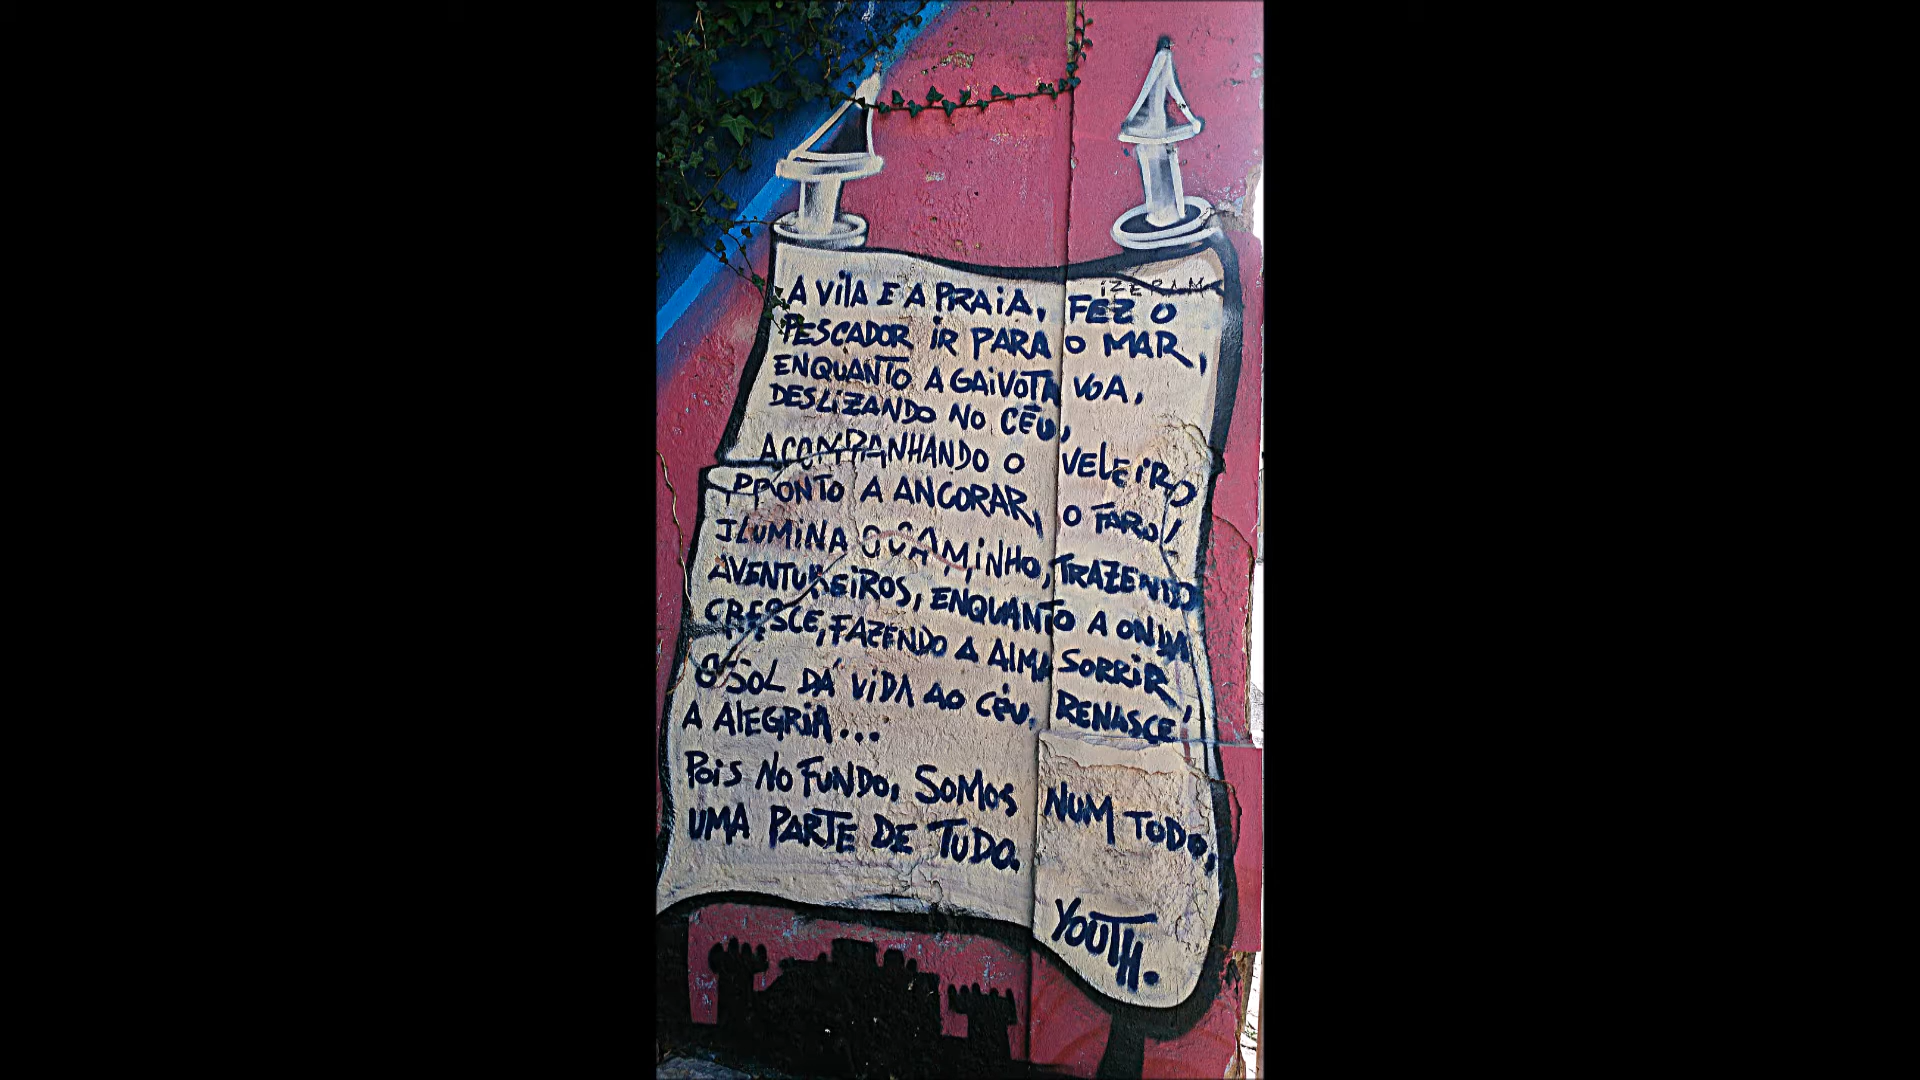 A VILA E A PRAIA, FEZ O
IZERAM
PESCADOR IR PARA O MAR,
ENQUANTO A GAIVOTA VOA,
DESLIZANDO NO CÉU,
ACOMPANHANDO O VELEIRO
PRONTO A ANCORAR, O FAROL
ILUMINA O CAMINHO, TRAZENDO
AVENTUREIROS, ENQUANTO A ONDA
CRESCE, FAZENDO A ALMA SORRIR,
O SOL DÁ VIDA AO CÉU, RENASCE
A ALEGRIA...
POIS NO FUNDO, SOMOS NUM TODO,
UMA PARTE DE TUDO.
YOUTH.